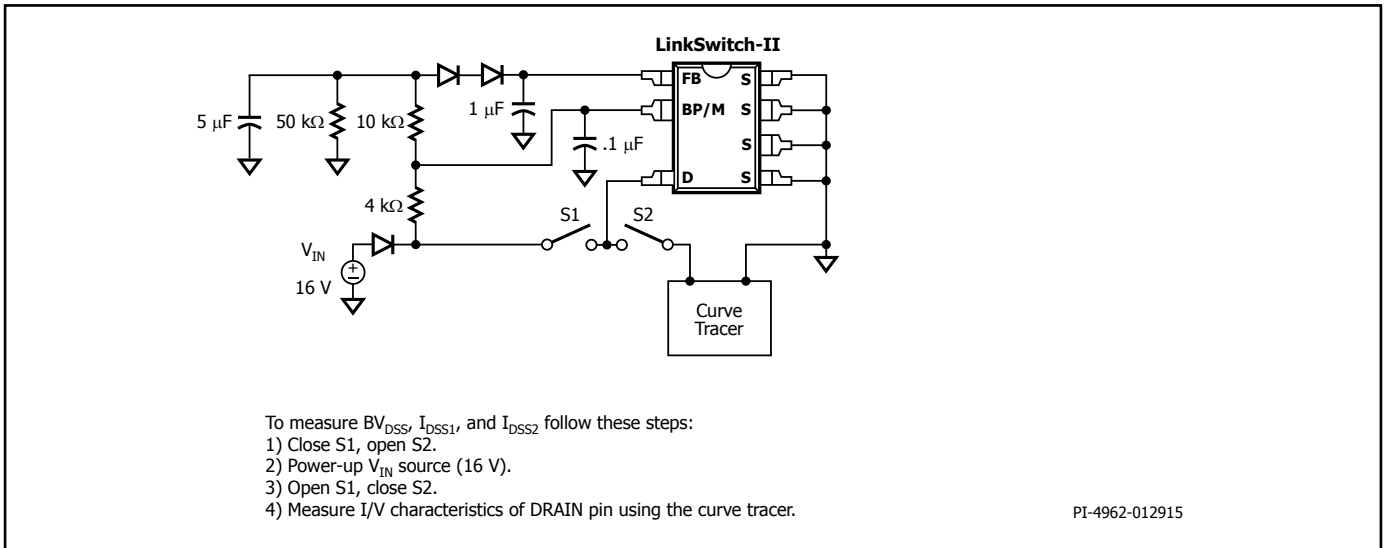 LinkSwitch-II
FB
S
BP/M
S
S
D
S
5 μF
50 kΩ
10 kΩ
1 μF
.1 μF
4 kΩ
S1
S2
V_IN
+
16 V
Curve
Tracer
To measure BV_DSS, I_DSS1, and I_DSS2 follow these steps:
1) Close S1, open S2.
2) Power-up V_IN source (16 V).
3) Open S1, close S2.
4) Measure I/V characteristics of DRAIN pin using the curve tracer.
PI-4962-012915